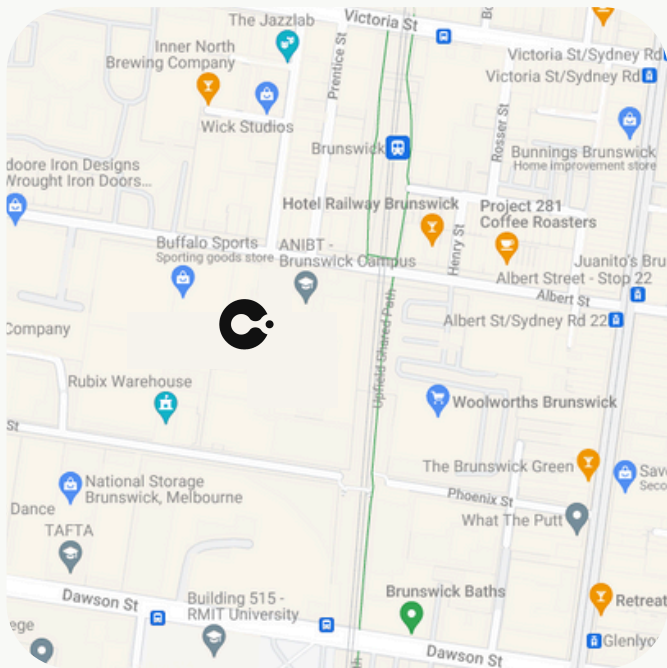 The Jazzlab
Victoria St
Inner North
Brewing Company
Prentice St
Victoria St/Sydney Rd
Victoria St/Sydney Rd
Wick Studios
Brunswick
Rosser St
Bunnings Brunswick
Home improvement store
doore Iron Designs
Wrought Iron Doors...
Hotel Railway Brunswick
Project 281
Coffee Roasters
Buffalo Sports
Sporting goods store
ANIBT -
Brunswick Campus
Henry St
Juanito's Bru
Albert Street - Stop 22
Albert St
Company
Albert St/Sydney Rd 22
Upfield Shared Path
Rubix Warehouse
Woolworths Brunswick
St
The Brunswick Green
National Storage
Brunswick, Melbourne
Save
Seco
Phoenix St
Dance
What The Putt
TAFTA
Dawson St
Building 515 -
RMIT University
Brunswick Baths
Retreat
ege
Dawson St
Glenlyo